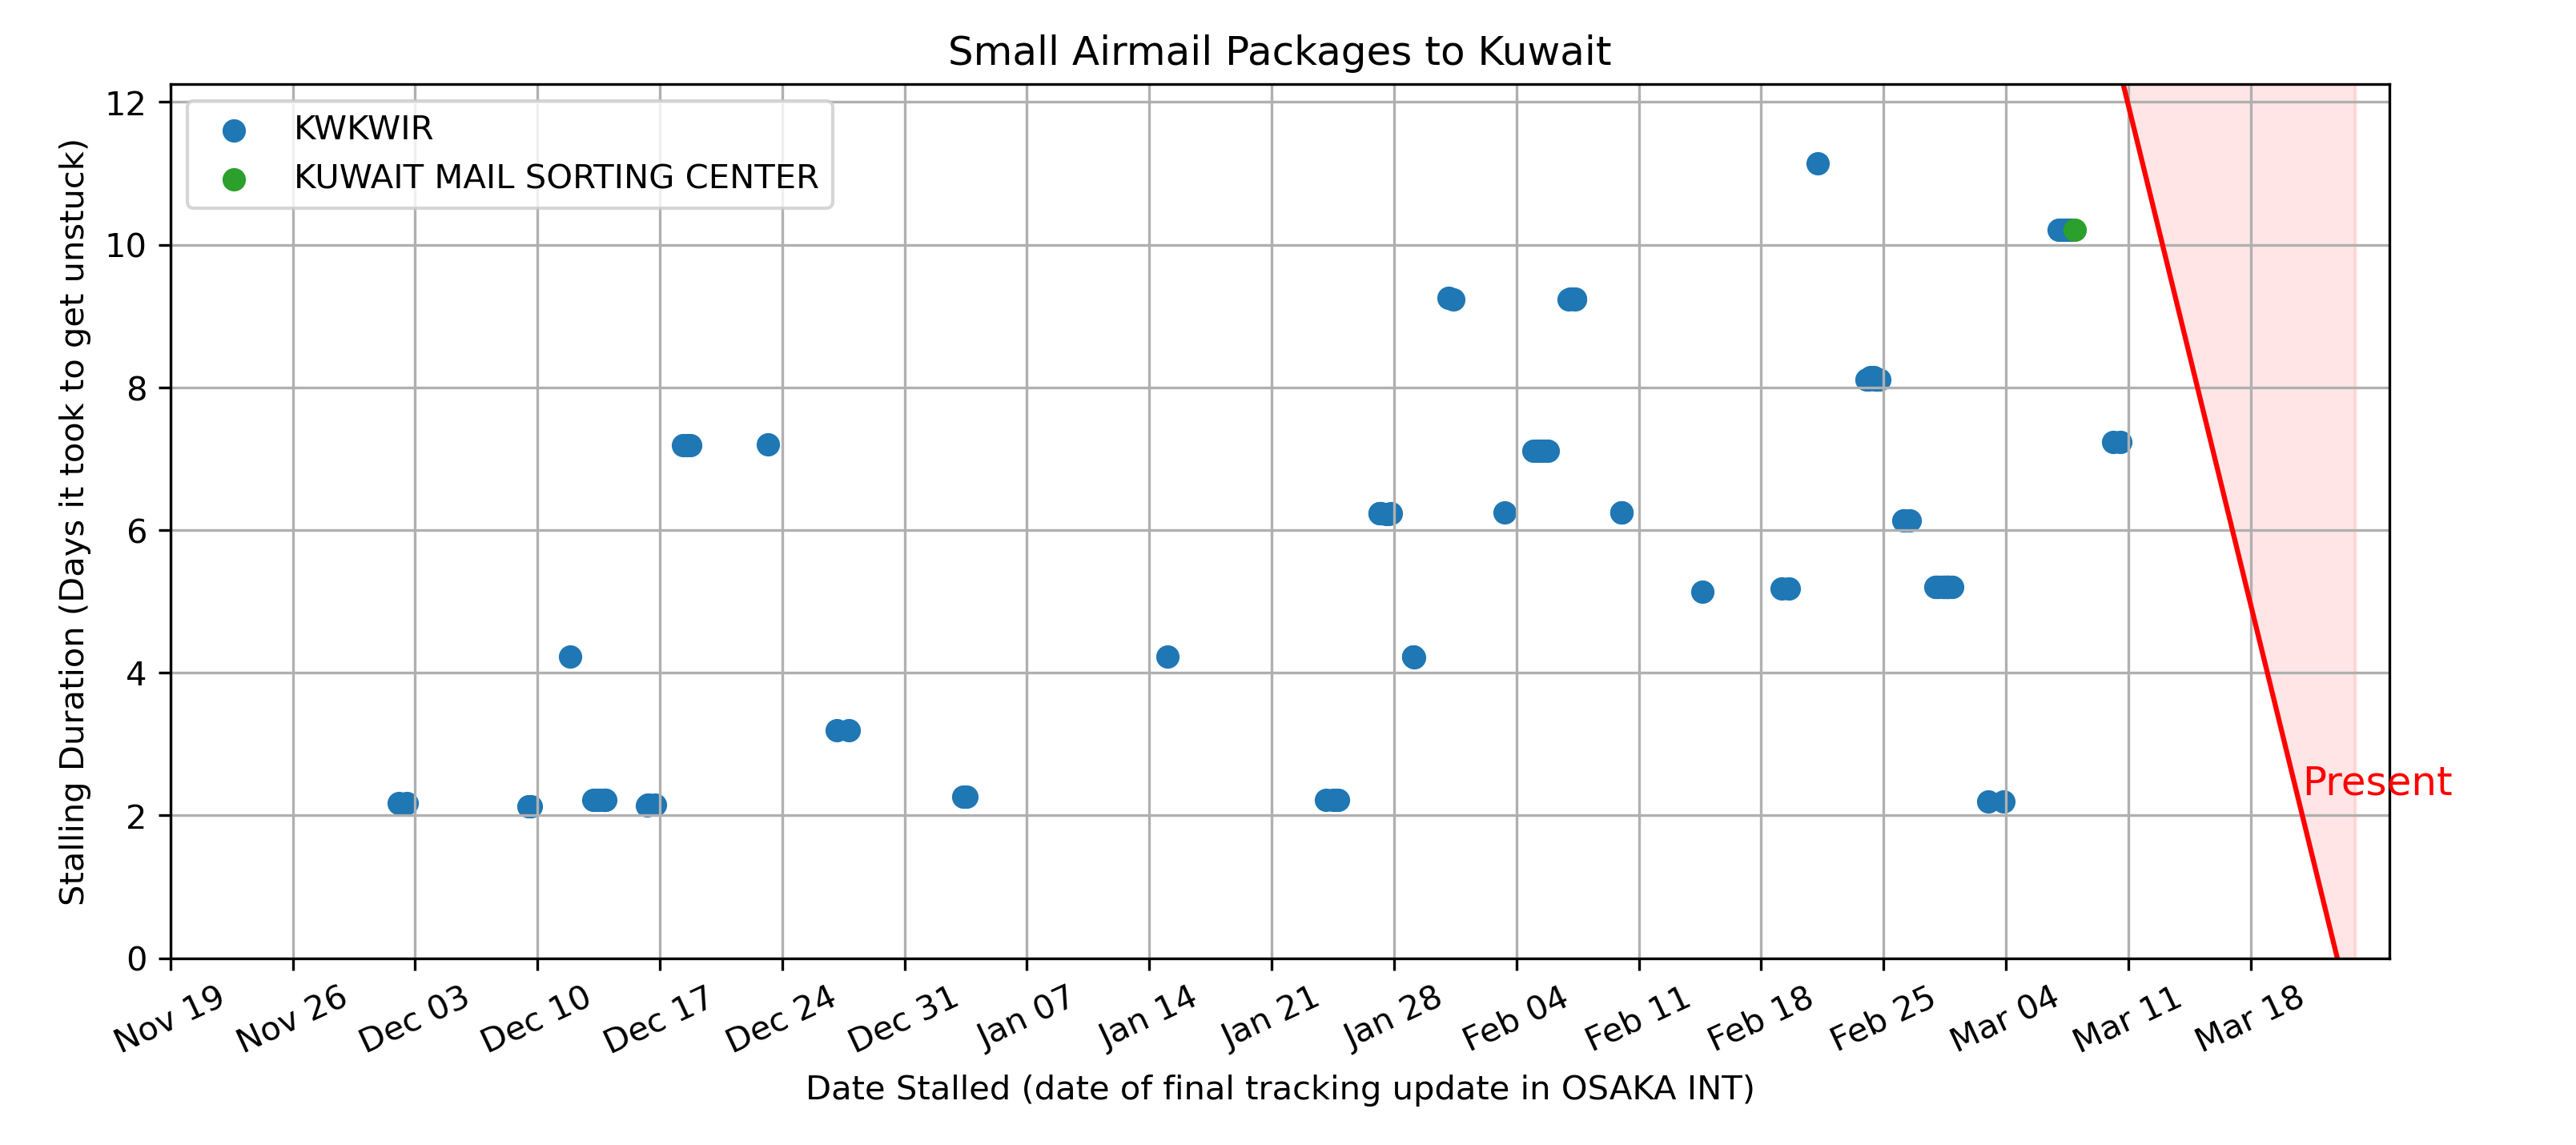 Small Airmail Packages to Kuwait
KWKWIR
KUWAIT MAIL SORTING CENTER
Stalling Duration (Days it took to get unstuck)
12
10
8
6
4
2
0
Present
Nov 19
Nov 26
Dec 03
Dec 10
Dec 17
Dec 24
Dec 31
Jan 07
Jan 14
Jan 21
Jan 28
Feb 04
Feb 11
Feb 18
Feb 25
Mar 04
Mar 11
Mar 18
Date Stalled (date of final tracking update in OSAKA INT)